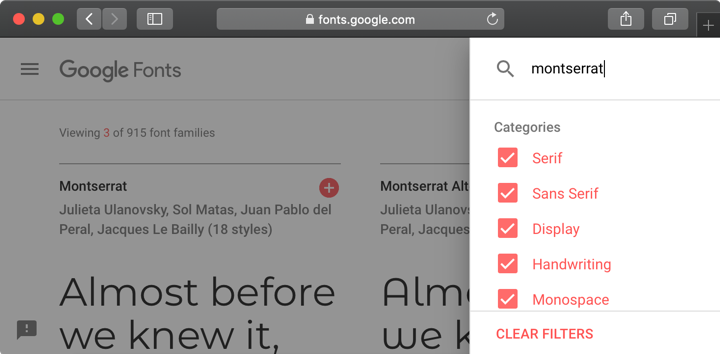 fonts.google.com
Google Fonts
montserrat
Viewing 3 of 915 font families
Categories
Serif
Sans Serif
Display
Handwriting
Monospace
CLEAR FILTERS
Montserrat
Julieta Ulanovsky, Sol Matas, Juan Pablo del
Peral, Jacques Le Bailly (18 styles)
Almost before
we knew it,
Montserrat Alt
Julieta Ulanovs
Peral, Jacques
Alm
we k